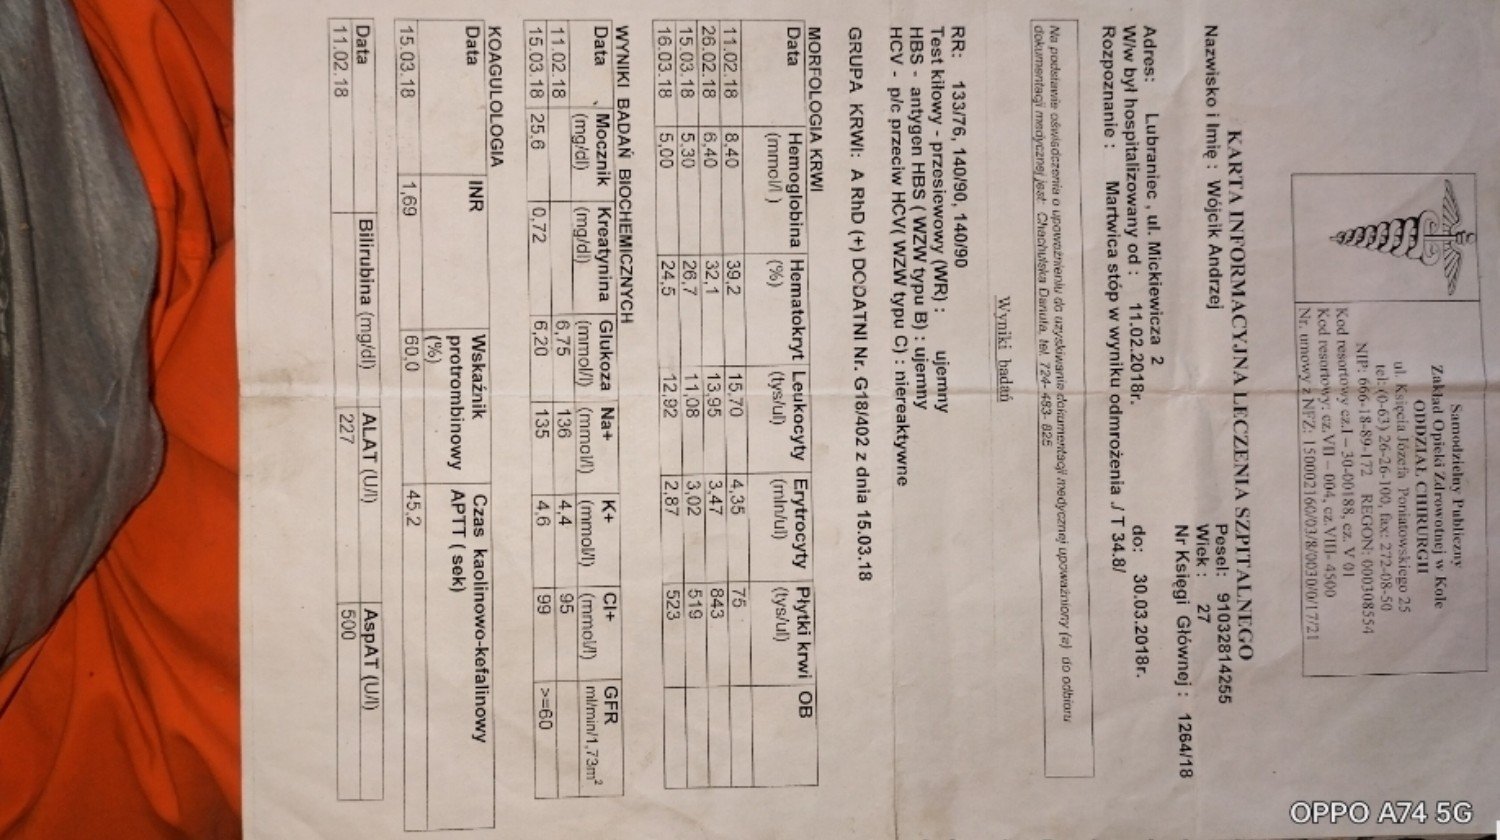 Samodzielny Publiczny
Zakład Opieki Zdrowotnej w Kole
ODDZIAŁ CHIRURGII
ul. Księcia Józefa Poniatowskiego 25
tel.:(0-63) 26-26-100, fax: 272-08-50
NIP: 666-18-89-172 REGON: 000308554
Kod resortowy cz.I – 30-00188, cz. V 01
Kod resortowy: cz.VII – 004, cz.VIII- 4500
Nr. umowy z NFZ: 150002160/03/8/0030/0/17/21
KARTA INFORMACYJNA LECZENIA SZPITALNEGO
Nazwisko i Imię : Wójcik Andrzej
Pesel: 91032814255
Wiek : 27
Nr Księgi Głównej : 1264/18
Adres: Lubraniec , ul. Mickiewicza 2
W/w był hospitalizowany od : 11.02.2018r. do: 30.03.2018r.
Rozpoznanie : Martwica stóp w wyniku odmrożenia ./ T 34.8/
Na podstawie oświadczenia o upoważnieniu do uzyskiwania dokumentacji medycznej upoważniony (a) do odbioru
dokumentacji medycznej jest: Chachulska Danuta, tel. 724- 483- 825
Wyniki badań
RR: 133/76, 140/90, 140/90
Test kiłowy - przesiewowy (WR) : ujemny
HBS - antygen HBS ( WZW typu B) : ujemny
HCV - p/c przeciw HCV( WZW typu C) : niereaktywne
GRUPA KRWI: A RhD (+) DODATNI Nr. G18/402 z dnia 15.03.18
MORFOLOGIA KRWI
Data Hemoglobina (mmol/l ) Hematokryt (%) Leukocyty (tys/ul) Erytrocyty (mln/ul) Płytki krwi (tys/ul) OB
11.02.18 8,40 39,2 15,70 4,35 75
26.02.18 6,40 32,1 13,95 3,47 843
15.03.18 5,30 26,7 11,08 3,02 519
16.03.18 5,00 24,5 12,92 2,87 523
WYNIKI BADAŃ BIOCHEMICZNYCH
Data Mocznik (mg/dl) Kreatynina (mg/dl) Glukoza (mmol/l) Na+ (mmol/l) K+ (mmol/l) Cl+ (mmol/l) GFR ml/min/1,73m²
11.02.18 6,75 136 4,4 95
15.03.18 25,6 0,72 6,20 135 4,6 99 >=60
KOAGULOLOGIA
Data INR Wskaźnik protrombinowy (%) Czas kaolinowo-kefalinowy APTT ( sek)
15.03.18 1,69 60,0 45,2
Data Bilirubina (mg/dl) ALAT (U/l) AspAT (U/l)
11.02.18 227 500
OPPO A74 5G